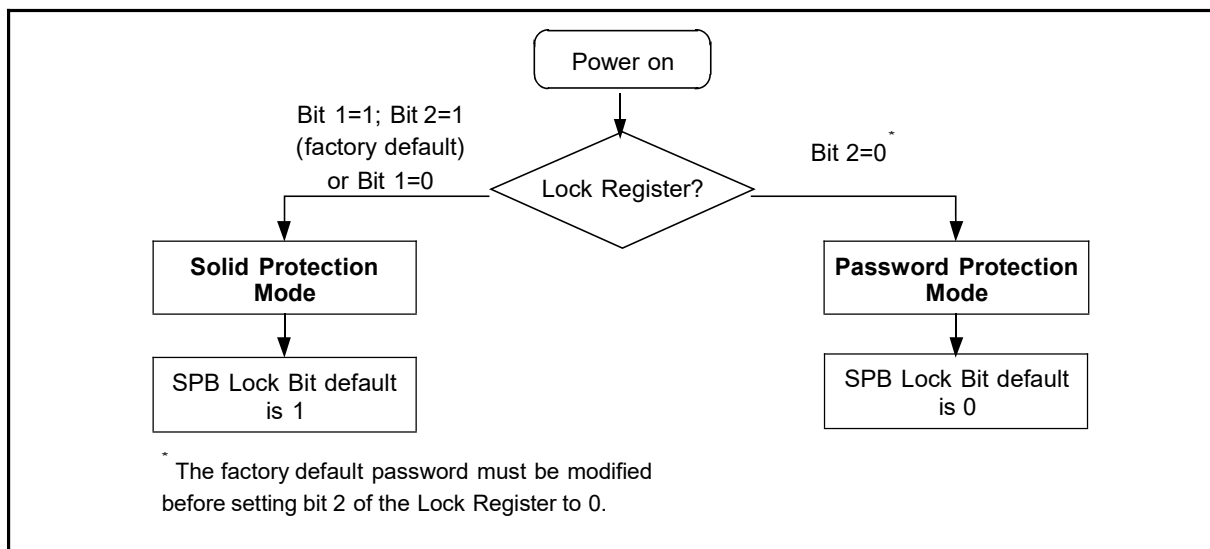 Power on
Bit 1=1; Bit 2=1
(factory default)
or Bit 1=0
Bit 2=0*
Lock Register?
Solid Protection
Mode
Password Protection
Mode
SPB Lock Bit default
is 1
SPB Lock Bit default
is 0
* The factory default password must be modified
before setting bit 2 of the Lock Register to 0.